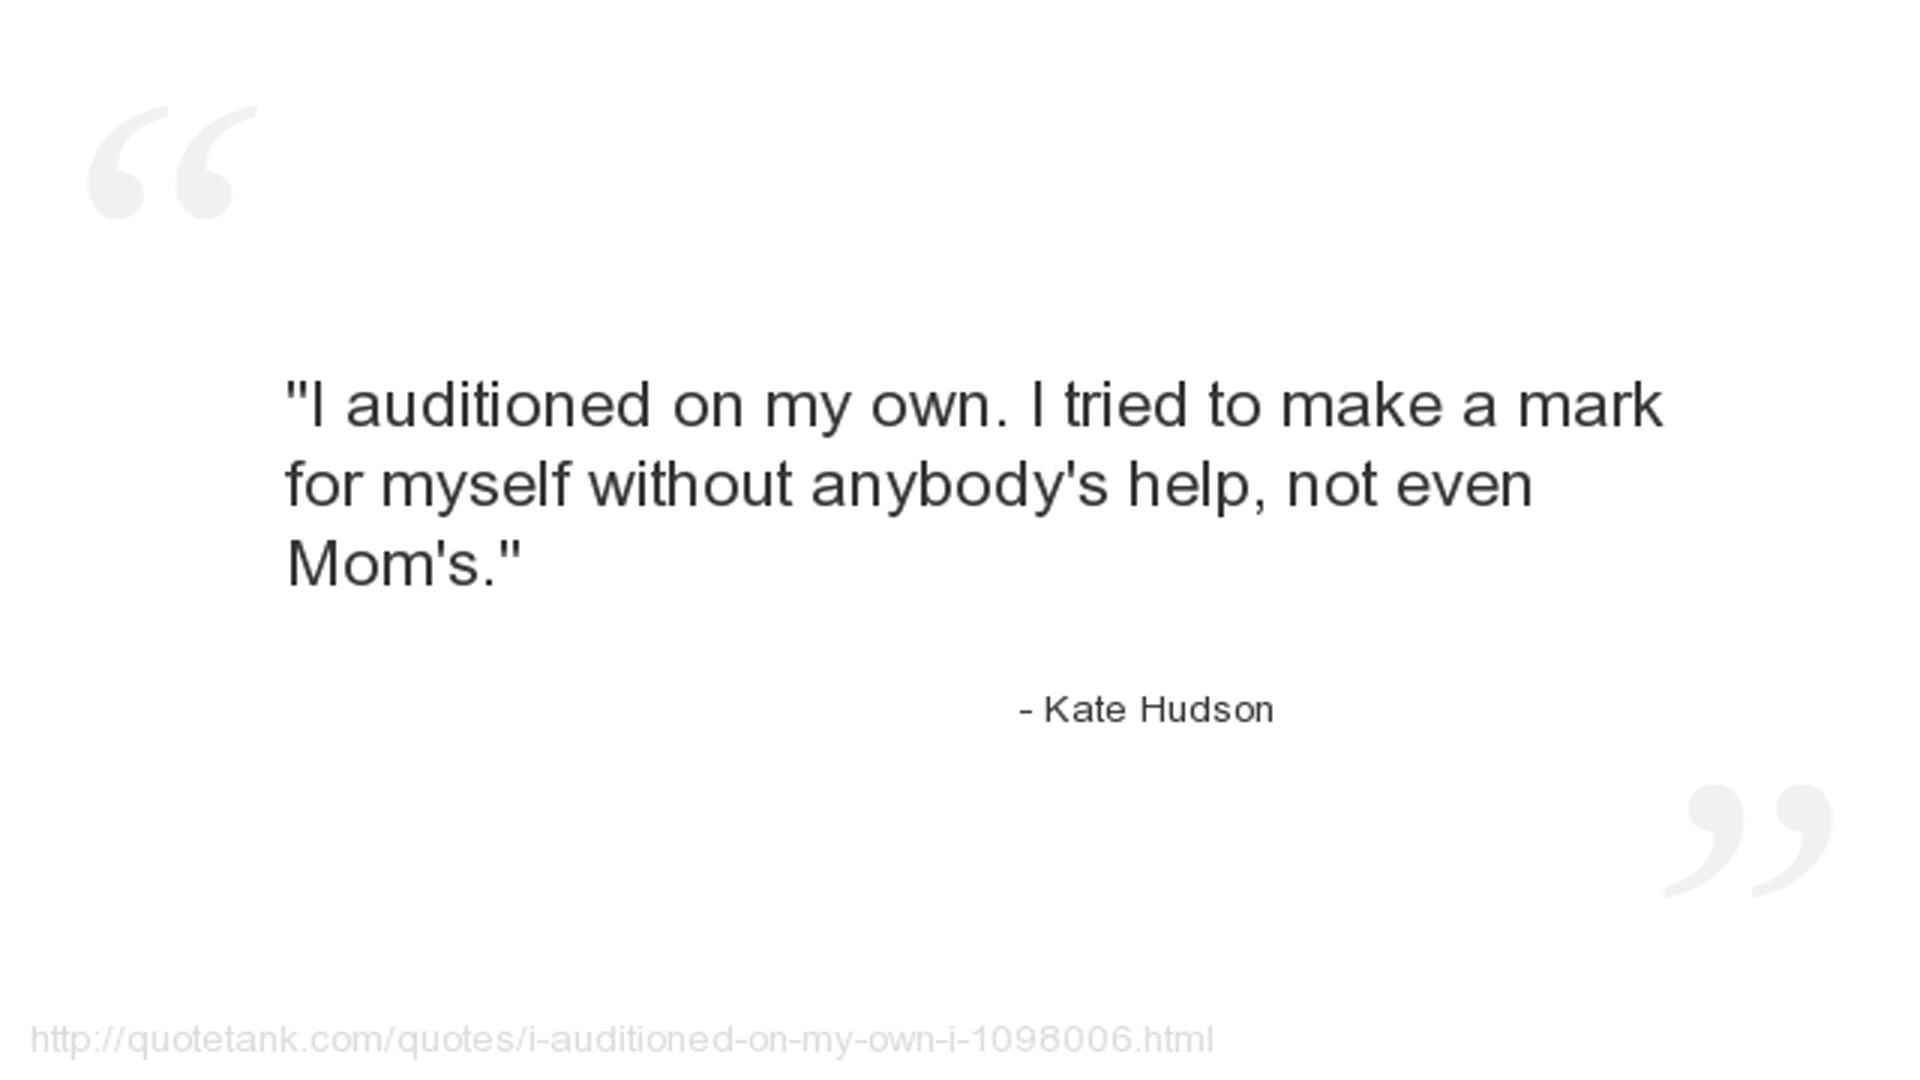 "I auditioned on my own. I tried to make a mark
for myself without anybody's help, not even
Mom's."
- Kate Hudson
http://quotetank.com/quotes/i-auditioned-on-my-own-i-1098006.html